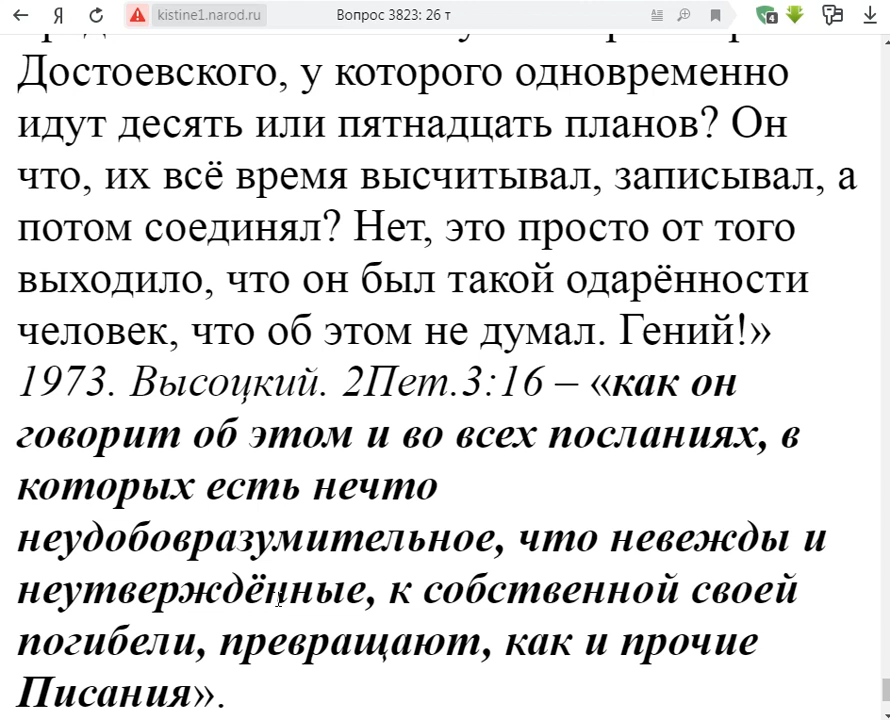 Я
kistine1.narod.ru
Вопрос 3823: 26 т
4
Достоевского, у которого одновременно
идут десять или пятнадцать планов? Он
что, их всё время высчитывал, записывал, а
потом соединял? Нет, это просто от того
выходило, что он был такой одарённости
человек, что об этом не думал. Гений!»
1973. Высоцкий. 2Пет.3:16 – «как он
говорит об этом и во всех посланиях, в
которых есть нечто
неудобовразумительное, что невежды и
неутверждённые, к собственной своей
погибели, превращают, как и прочие
Писания».